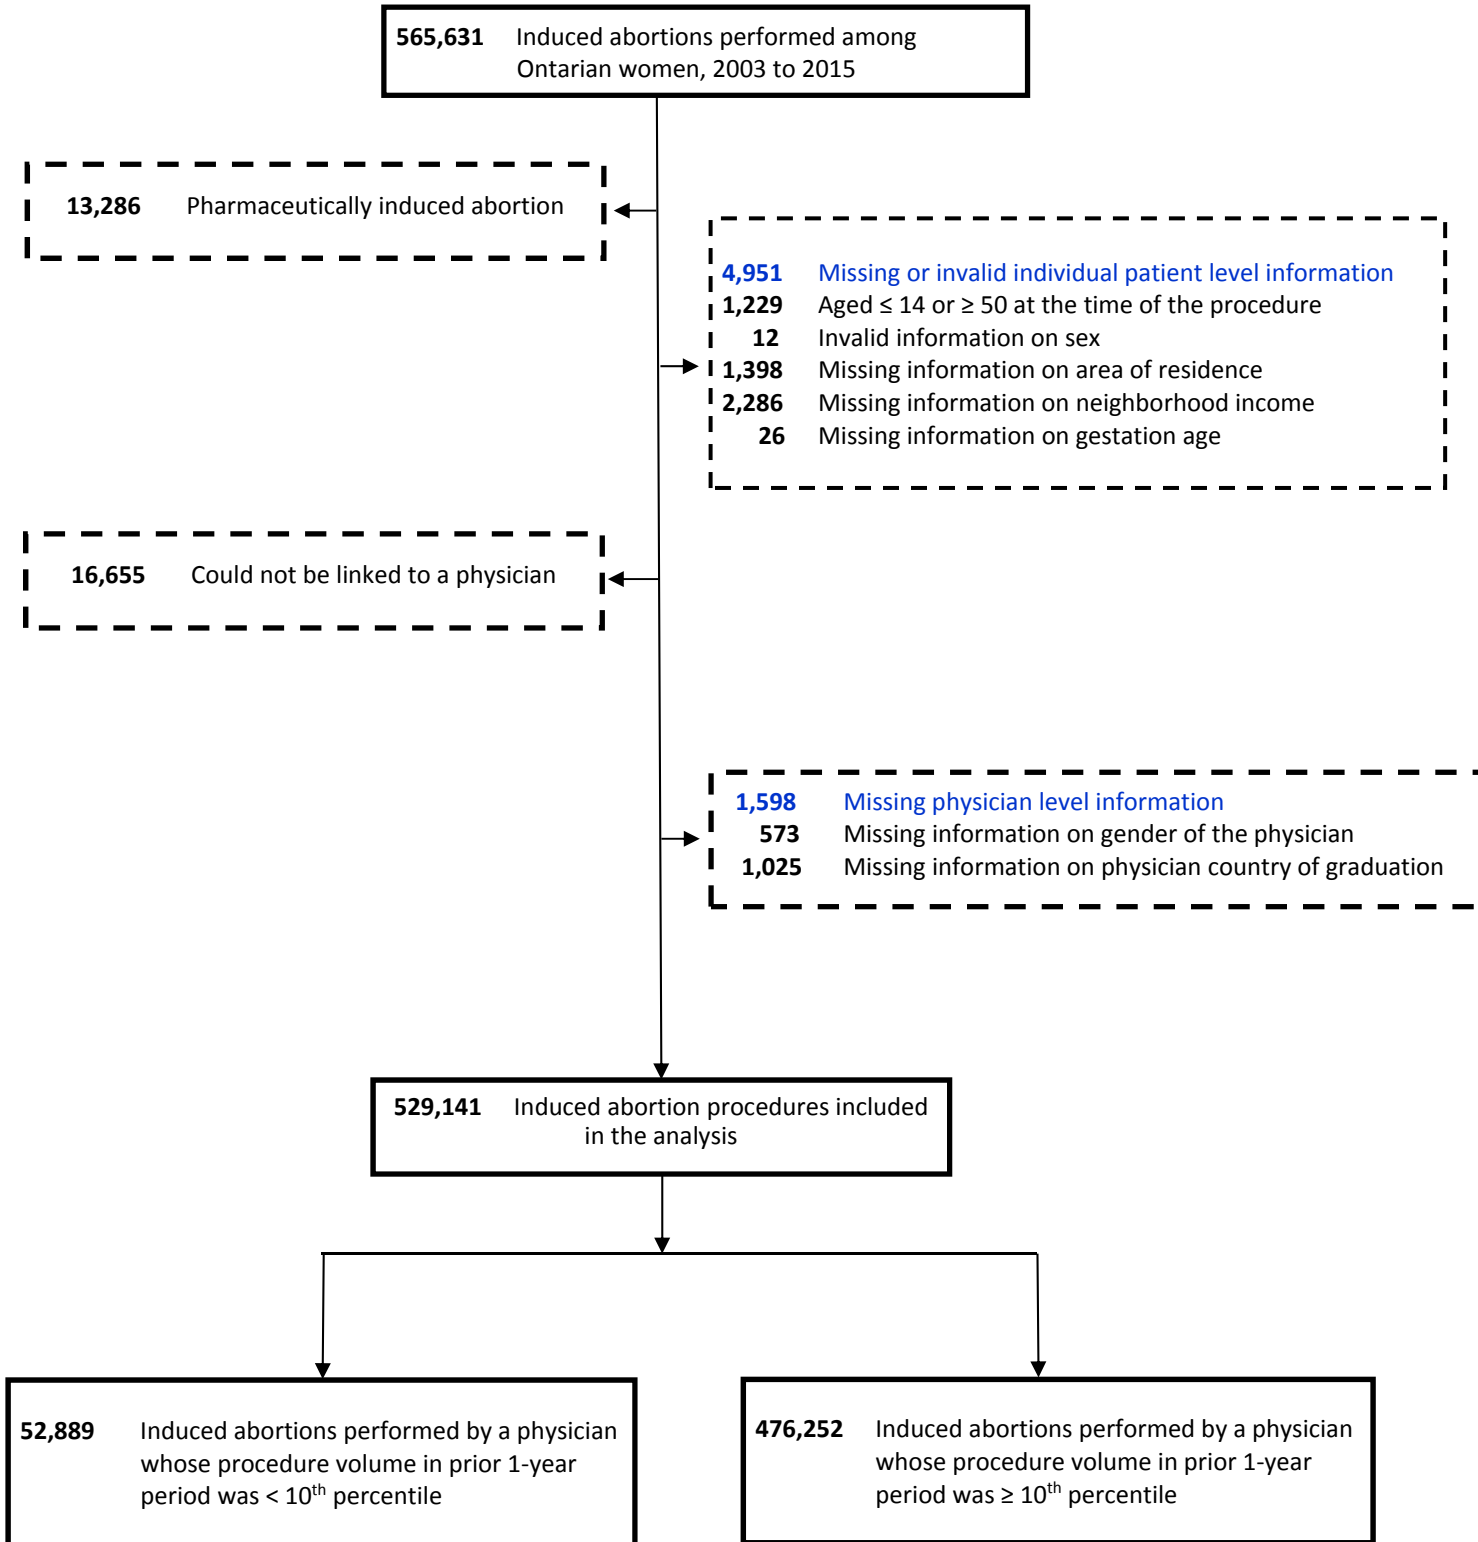 565,631 Induced abortions performed among
Ontarian women, 2003 to 2015
13,286 Pharmaceutically induced abortion
4,951 Missing or invalid individual patient level information
1,229 Aged ≤ 14 or ≥ 50 at the time of the procedure
12 Invalid information on sex
1,398 Missing information on area of residence
2,286 Missing information on neighborhood income
26 Missing information on gestation age
16,655 Could not be linked to a physician
1,598 Missing physician level information
573 Missing information on gender of the physician
1,025 Missing information on physician country of graduation
529,141 Induced abortion procedures included
in the analysis
52,889 Induced abortions performed by a physician
whose procedure volume in prior 1-year
period was < 10th percentile
476,252 Induced abortions performed by a physician
whose procedure volume in prior 1-year
period was ≥ 10th percentile